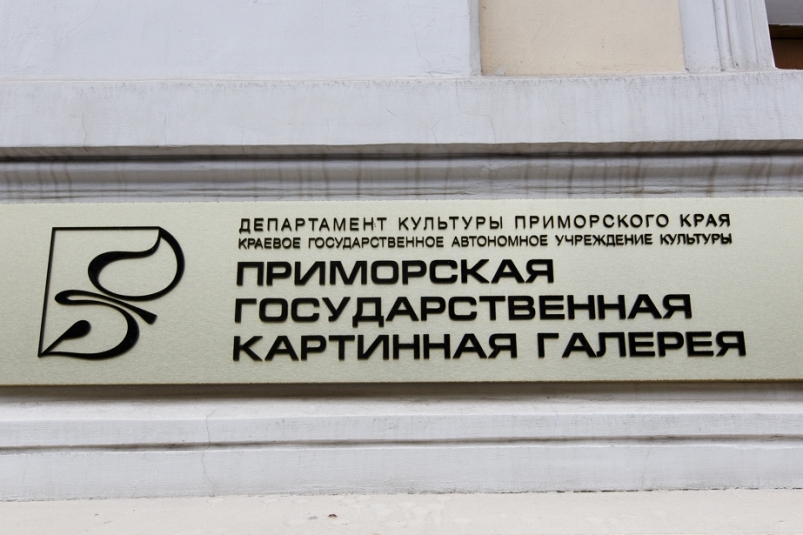 ДЕПАРТАМЕНТ КУЛЬТУРЫ ПРИМОРСКОГО КРАЯ
КРАЕВОЕ ГОСУДАРСТВЕННОЕ АВТОНОМНОЕ УЧРЕЖДЕНИЕ КУЛЬТУРЫ
ПРИМОРСКАЯ
ГОСУДАРСТВЕННАЯ
КАРТИННАЯ ГАЛЕРЕЯ